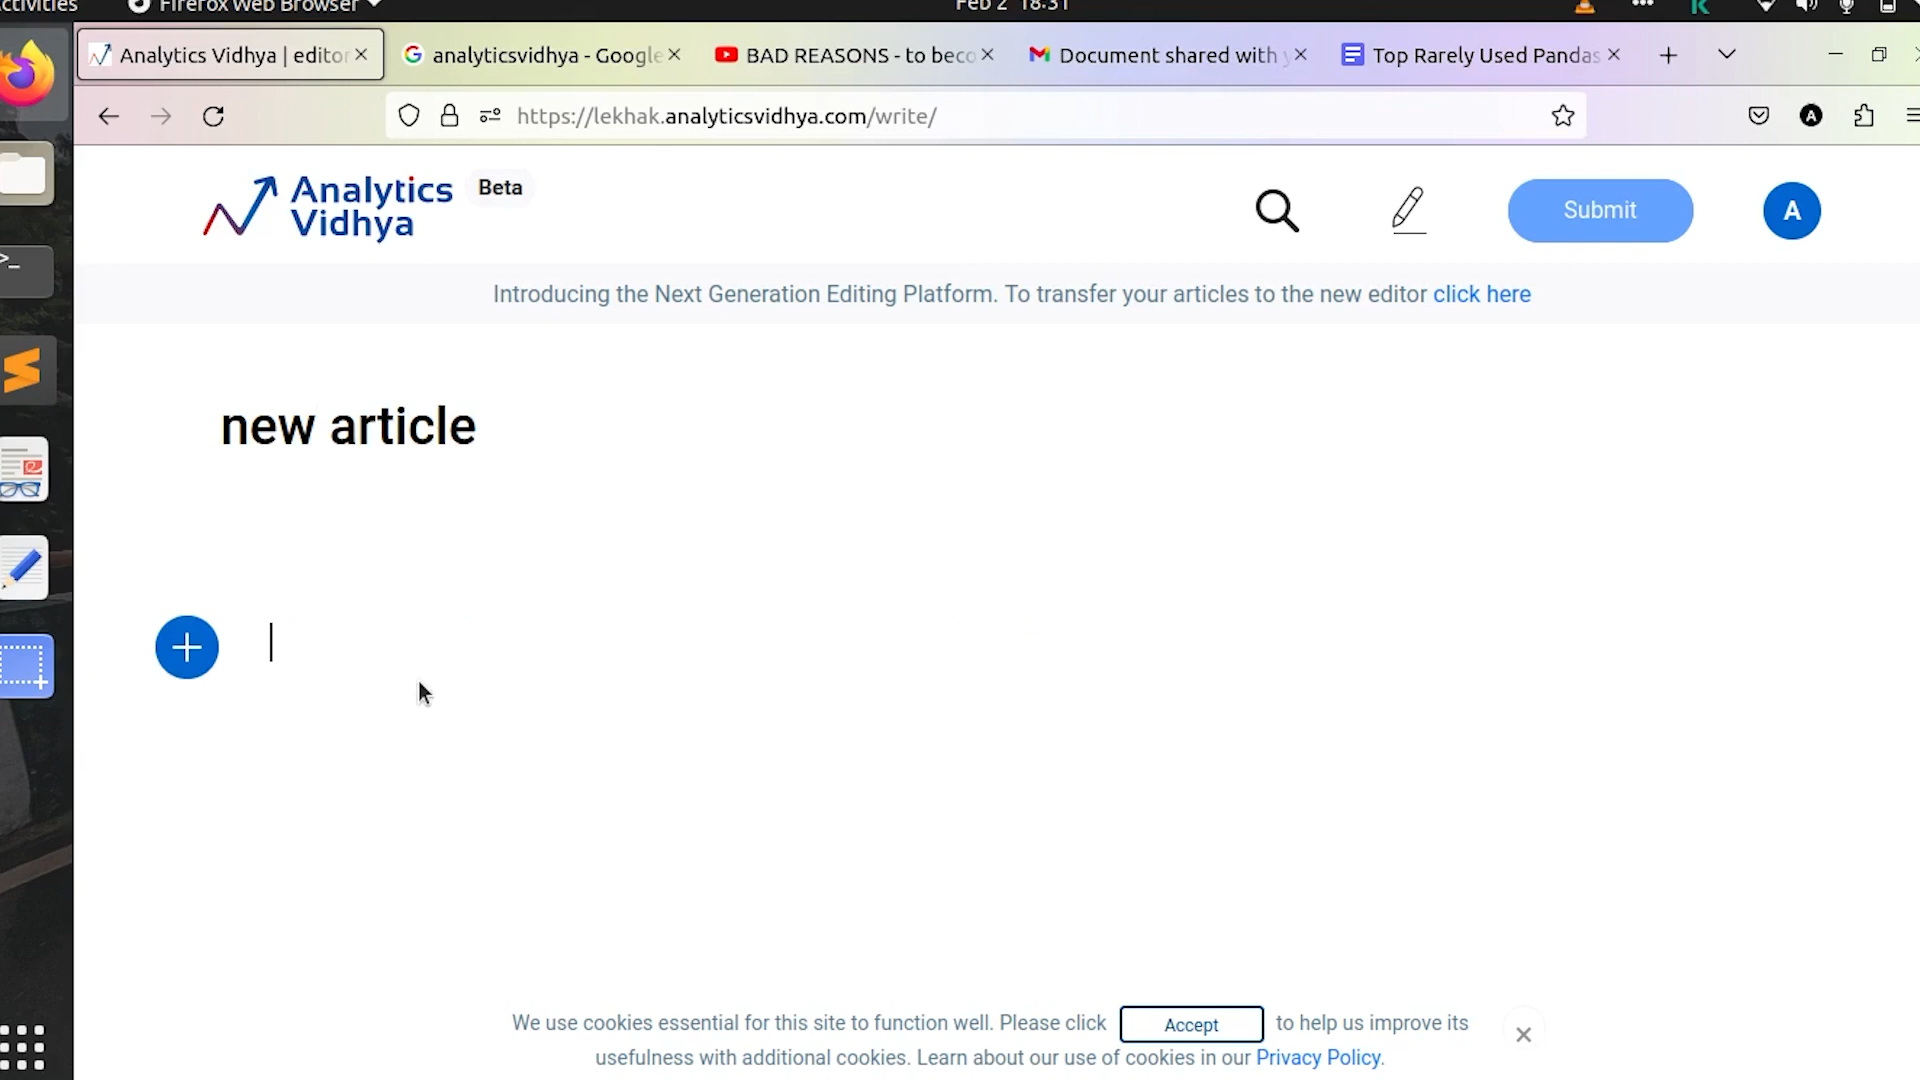 Activities Firefox Web Browser Feb 2 18:31
Analytics Vidhya | editor analyticsvidhya - Google BAD REASONS - to beco Document shared with y Top Rarely Used Pandas
https://lekhak.analyticsvidhya.com/write/
Analytics
Vidhya
Beta
Submit
A
Introducing the Next Generation Editing Platform. To transfer your articles to the new editor click here
new article
We use cookies essential for this site to function well. Please click Accept to help us improve its
usefulness with additional cookies. Learn about our use of cookies in our Privacy Policy.